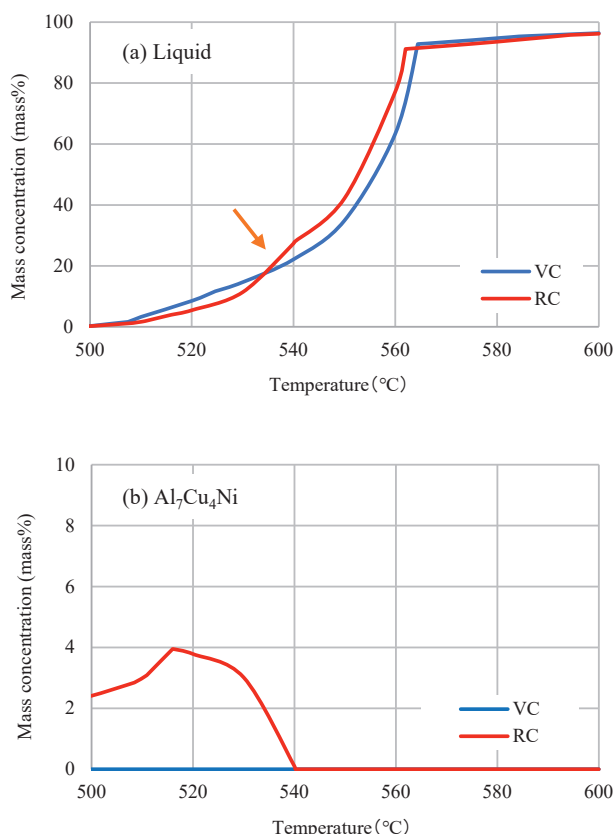 (a) Liquid
Mass concentration (mass%)
100
80
60
40
20
0
VC
RC
500 520 540 560 580 600
Temperature(℃)
(b) Al₇Cu₄Ni
Mass concentration (mass%)
10
8
6
4
2
0
VC
RC
500 520 540 560 580 600
Temperature(℃)